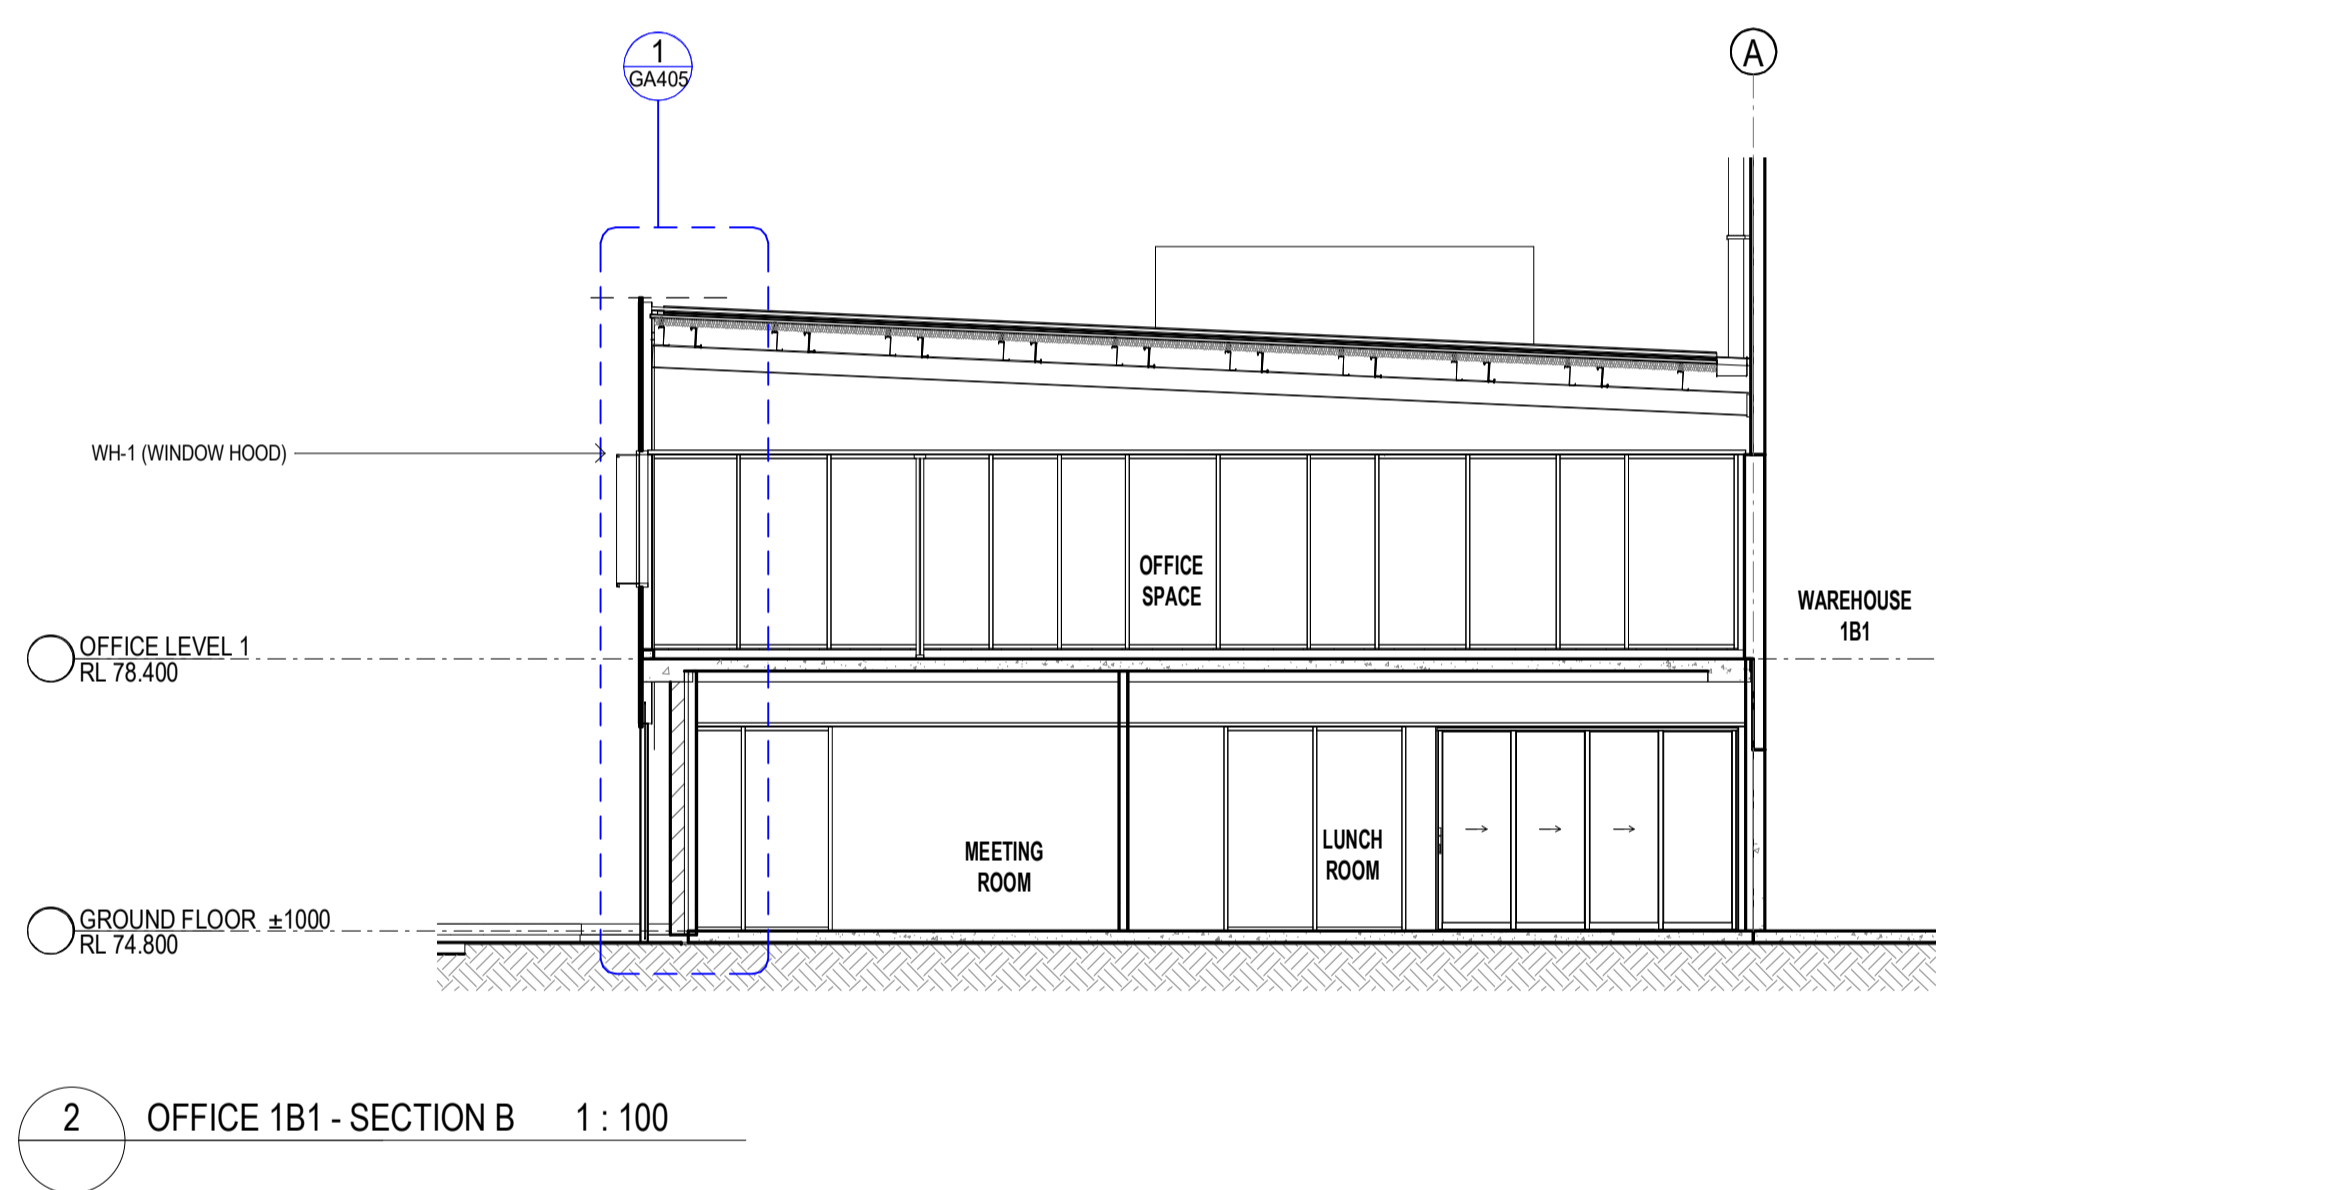 1
GA405
A
WH-1 (WINDOW HOOD)
OFFICE
SPACE
WAREHOUSE
1B1
OFFICE LEVEL 1
RL 78.400
MEETING
ROOM
LUNCH
ROOM
GROUND FLOOR ±1000
RL 74.800
2
OFFICE 1B1 - SECTION B 1 : 100